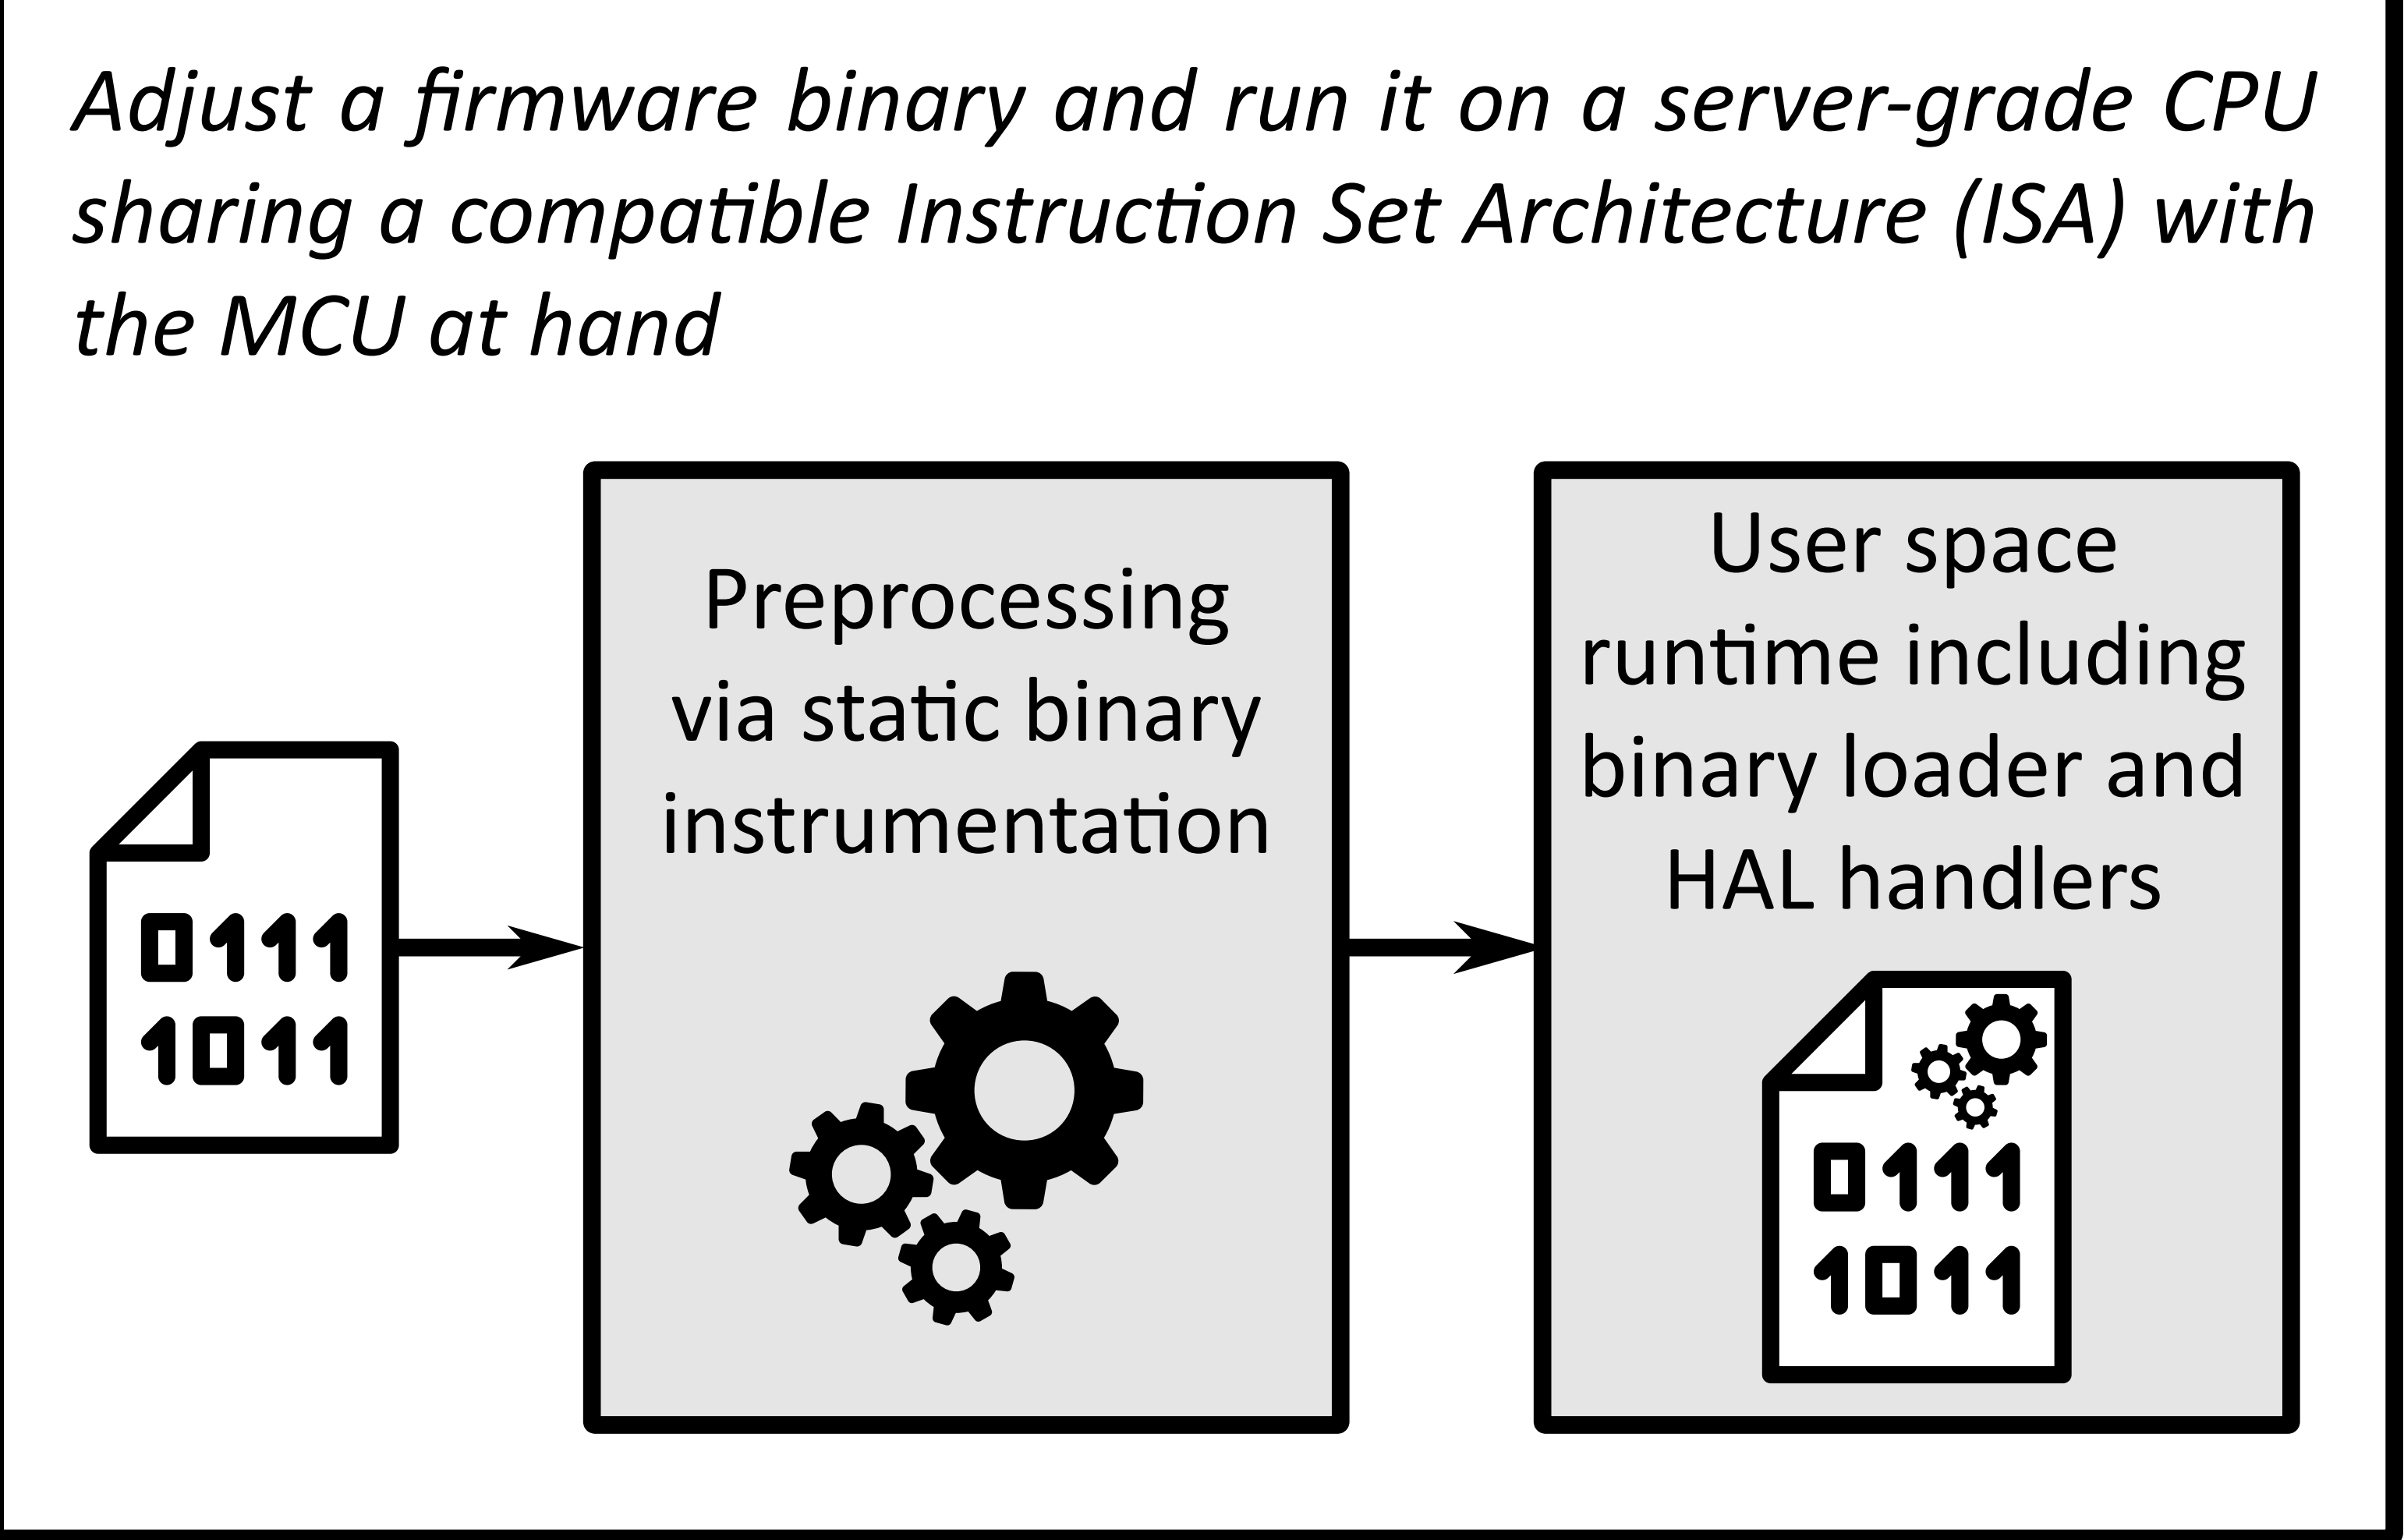 Adjust a firmware binary and run it on a server-grade CPU
sharing a compatible Instruction Set Architecture (ISA) with
the MCU at hand
Preprocessing
via static binary
instrumentation
User space
runtime including
binary loader and
HAL handlers
0111
1011
0111
1011